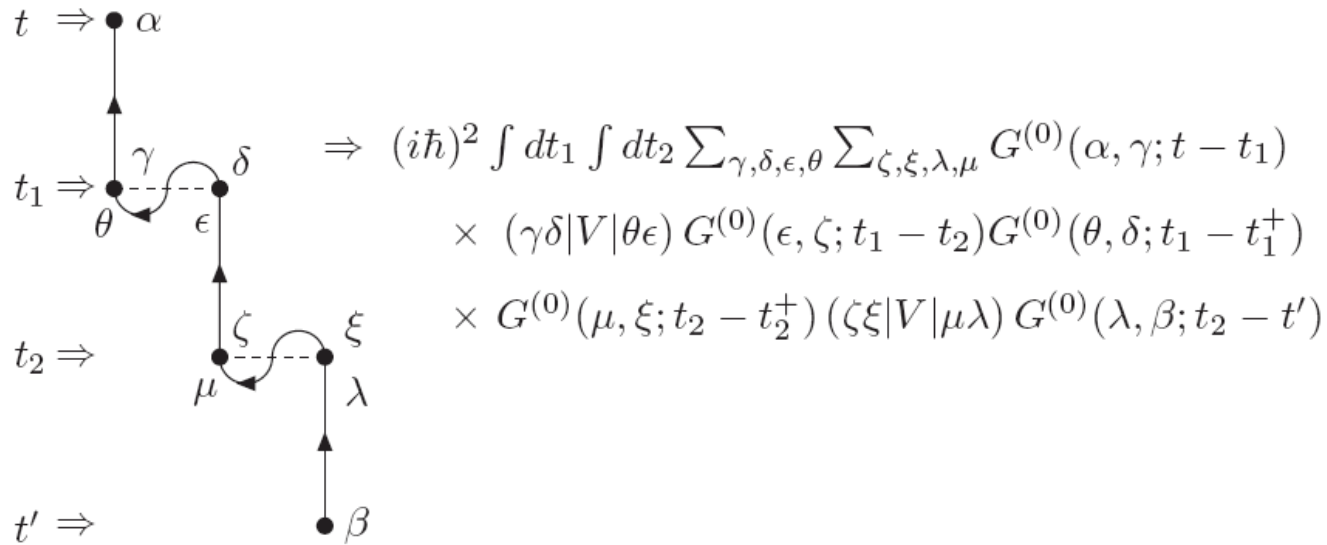 t ⇒ α
⇒ (iħ)² ∫ dt₁ ∫ dt₂ ∑_{γ,δ,ϵ,θ} ∑_{ζ,ξ,λ,μ} G⁽⁰⁾(α, γ; t − t₁)
γ δ
t₁ ⇒
θ ϵ
× (γδ|V|θϵ) G⁽⁰⁾(ϵ, ζ; t₁ − t₂)G⁽⁰⁾(θ, δ; t₁ − t₁⁺)
× G⁽⁰⁾(μ, ξ; t₂ − t₂⁺) (ζξ|V|μλ) G⁽⁰⁾(λ, β; t₂ − t′)
ζ ξ
t₂ ⇒
μ λ
t′ ⇒ β